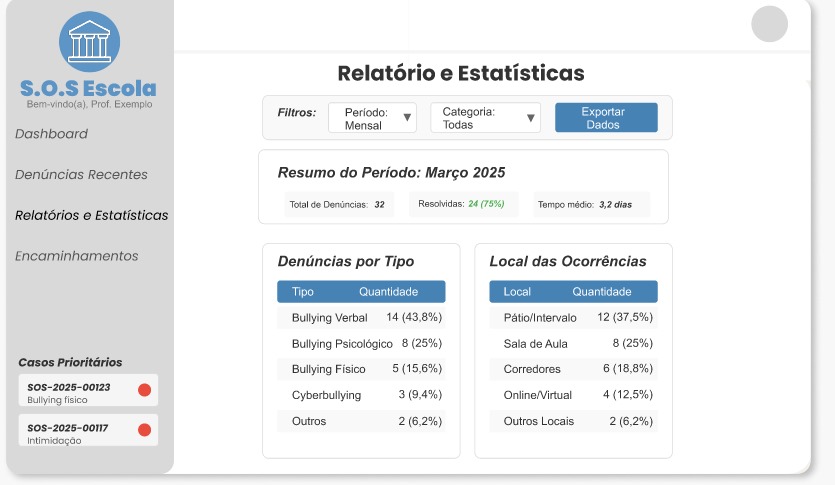 S.O.S Escola
Bem-vindo(a), Prof. Exemplo
Dashboard
Denúncias Recentes
Relatórios e Estatísticas
Encaminhamentos
Casos Prioritários
SOS-2025-00123
Bullying físico
SOS-2025-00117
Intimidação
Relatório e Estatísticas
Filtros:
Período:
Mensal
Categoria:
Todas
Exportar
Dados
Resumo do Período: Março 2025
Total de Denúncias: 32
Resolvidas: 24 (75%)
Tempo médio: 3,2 dias
Denúncias por Tipo
Tipo Quantidade
Bullying Verbal 14 (43,8%)
Bullying Psicológico 8 (25%)
Bullying Físico 5 (15,6%)
Cyberbullying 3 (9,4%)
Outros 2 (6,2%)
Local das Ocorrências
Local Quantidade
Pátio/Intervalo 12 (37,5%)
Sala de Aula 8 (25%)
Corredores 6 (18,8%)
Online/Virtual 4 (12,5%)
Outros Locais 2 (6,2%)